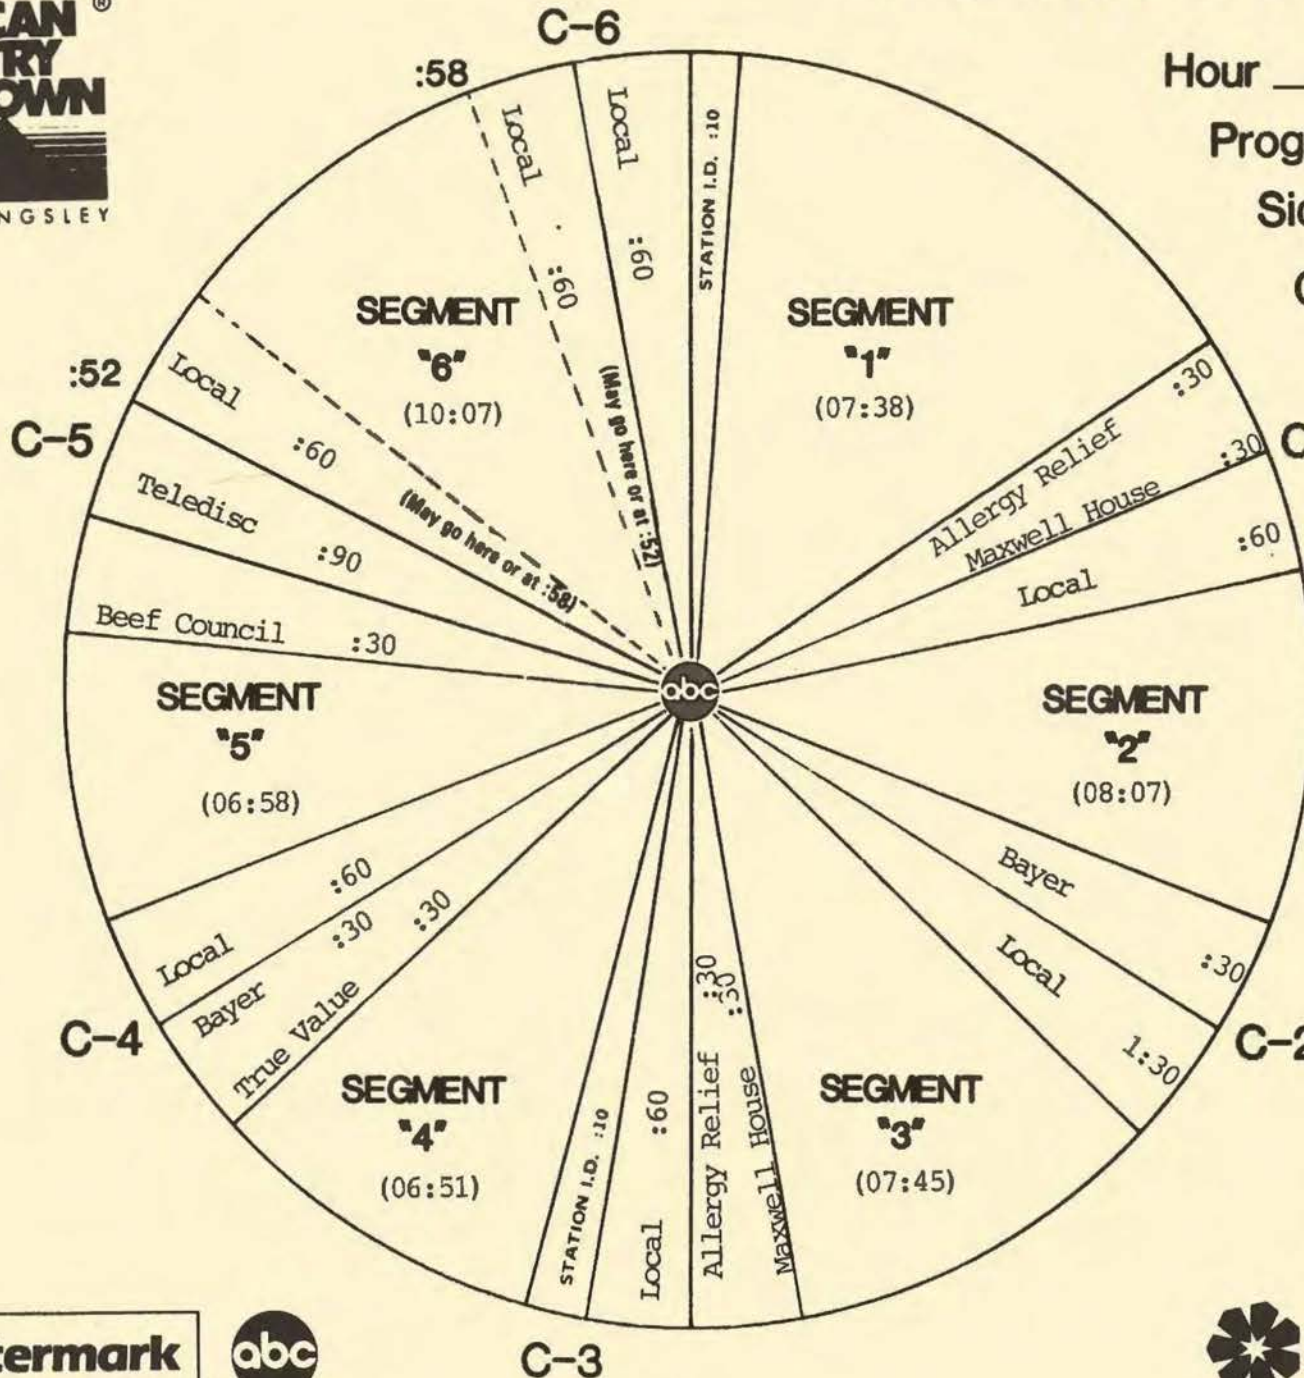 C-6
:58
Hour
NGSLEY
Local
:60
Local
:60
(May go here or at :52)
STATION I.D. :10
SEGMENT
"1"
(07:38)
Allergy Relief :30
Maxwell House :30
Local :60
SEGMENT
"2"
(08:07)
Bayer :30
Local 1:30
SEGMENT
"3"
(07:45)
Maxwell House :30
Allergy Relief :30
Local :60
C-3
STATION I.D. :10
SEGMENT
"4"
(06:51)
True Value :30
Bayer :30
Local :60
C-4
SEGMENT
"5"
(06:58)
Beef Council :30
Teledisc :90
C-5
:52
Local :60
(May go here or at :58)
SEGMENT
"6"
(10:07)
abc
abc